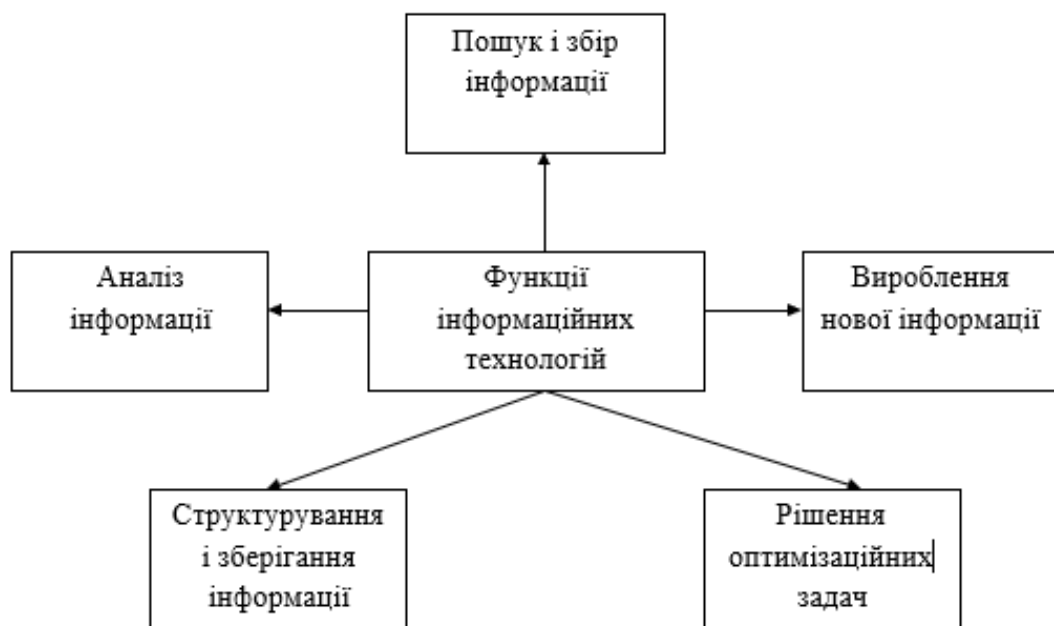 Пошук і збір
інформації
Аналіз
інформації
Функції
інформаційних
технологій
Вироблення
нової інформації
Структурування
і зберігання
інформації
Рішення
оптимізаційних
задач